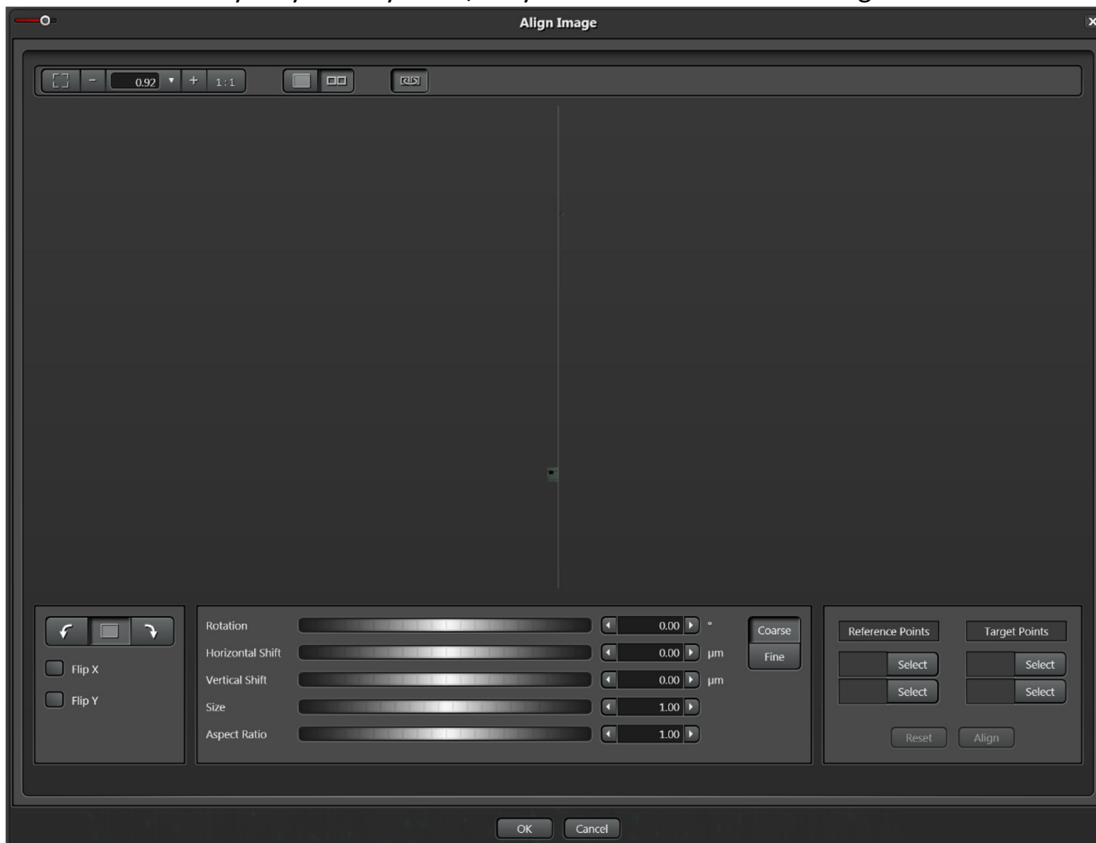 Align Image
0.92 1:1
Rotation 0.00 °
Horizontal Shift 0.00 µm
Vertical Shift 0.00 µm
Size 1.00
Aspect Ratio 1.00
Flip X
Flip Y
Coarse
Fine
Reference Points Target Points
Select Select
Select Select
Reset Align
OK Cancel